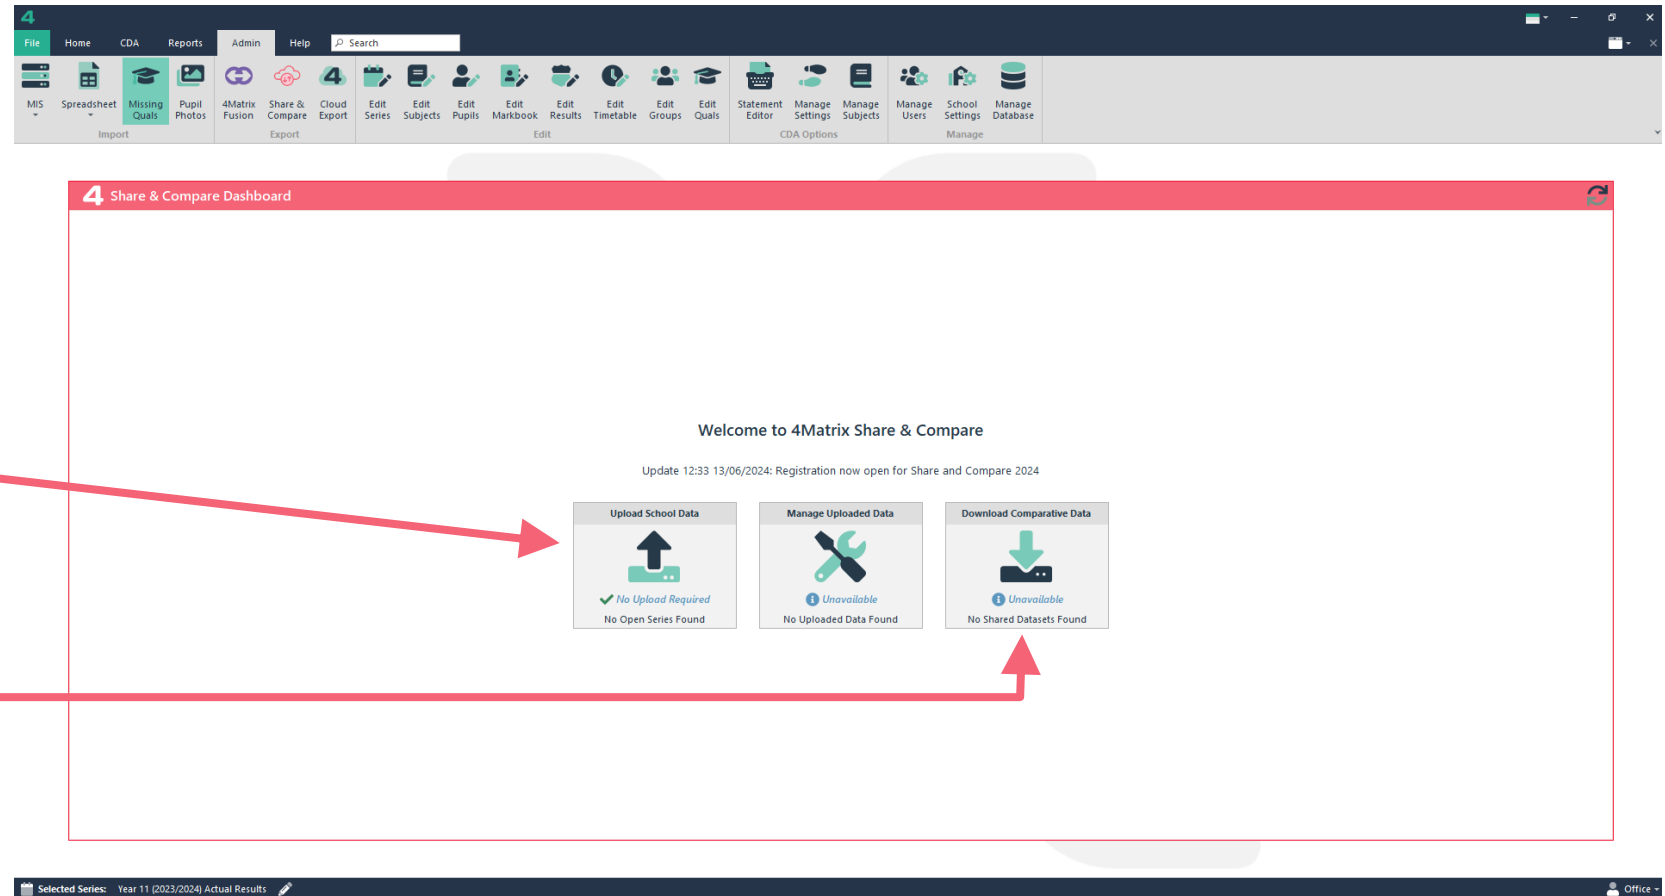 4
File Home CDA Reports Admin Help Search
MIS Spreadsheet Missing Quals Pupil Photos 4Matrix Fusion Share & Compare Cloud Export Edit Series Edit Subjects Edit Pupils Edit Markbook Edit Results Edit Timetable Edit Groups Edit Quals Statement Editor Manage Settings Manage Subjects Manage Users School Settings Manage Database
Import Export Edit CDA Options Manage
4 Share & Compare Dashboard
Welcome to 4Matrix Share & Compare
Update 12:33 13/06/2024: Registration now open for Share and Compare 2024
Upload School Data
No Upload Required
No Open Series Found
Manage Uploaded Data
Unavailable
No Uploaded Data Found
Download Comparative Data
Unavailable
No Shared Datasets Found
Selected Series: Year 11 (2023/2024) Actual Results
Office